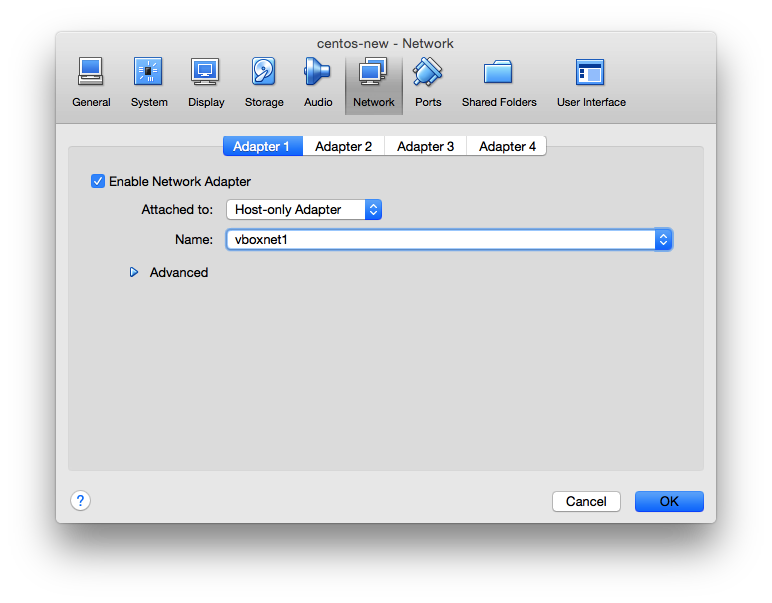 centos-new - Network
General System Display Storage Audio Network Ports Shared Folders User Interface
Adapter 1 Adapter 2 Adapter 3 Adapter 4
Enable Network Adapter
Attached to: Host-only Adapter
Name: vboxnet1
Advanced
? Cancel OK